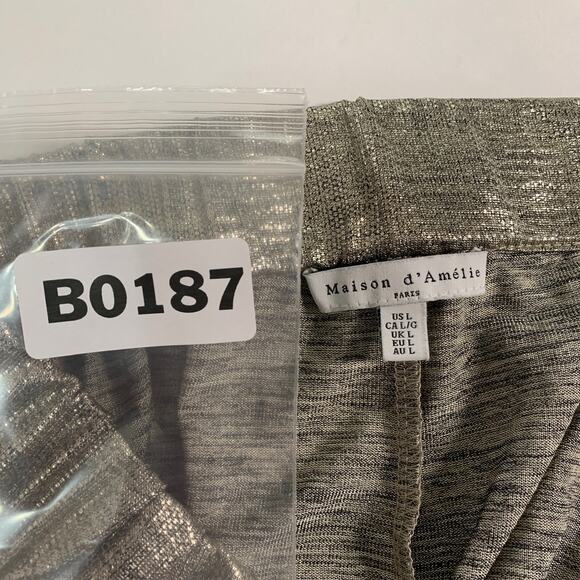 B0187
Maison d'Amélie
PARIS
US L
CA L/G
UK L
EU L
AU L